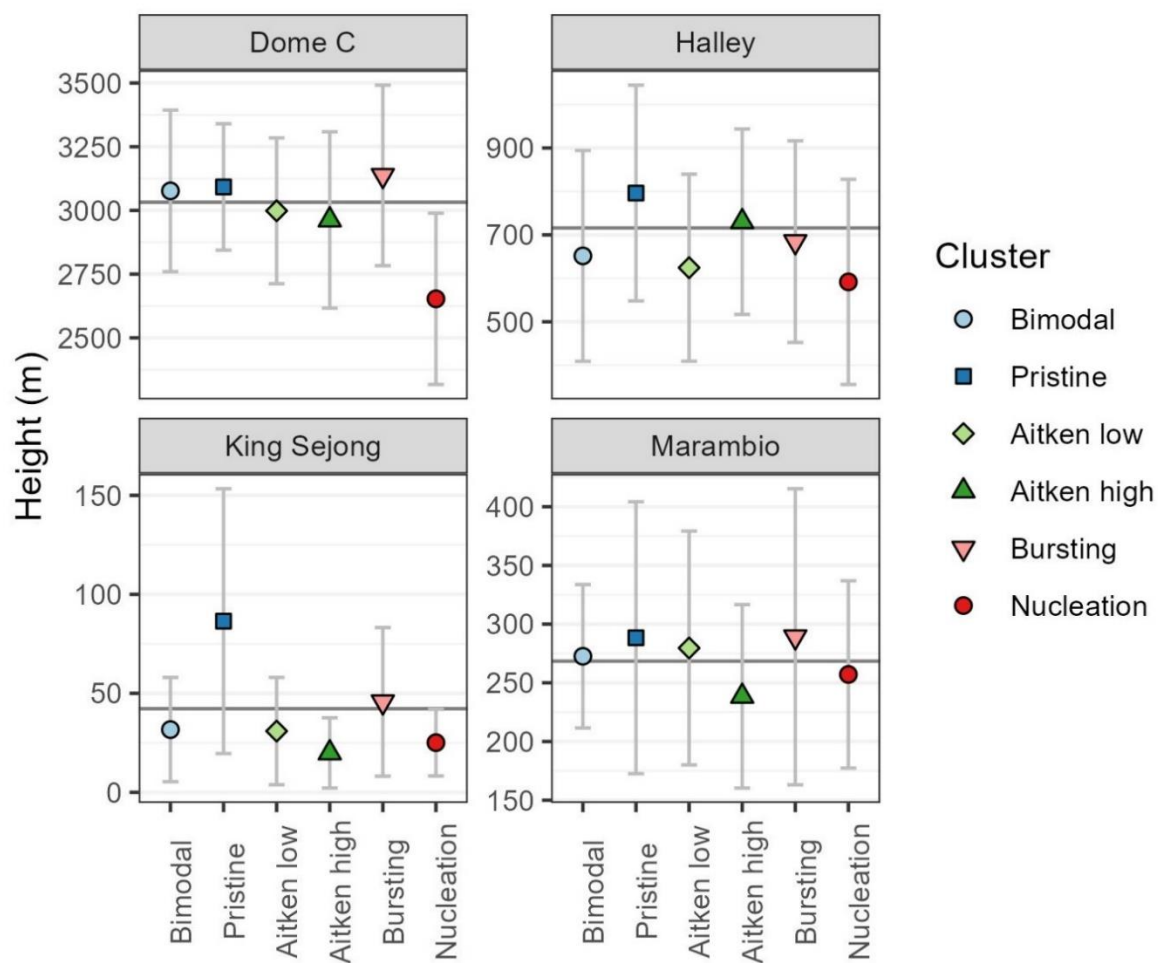 Dome C
Halley
Height (m)
3500
3250
3000
2750
2500
900
700
500
King Sejong
Marambio
150
100
50
0
400
350
300
250
200
150
Bimodal
Pristine
Aitken low
Aitken high
Bursting
Nucleation
Bimodal
Pristine
Aitken low
Aitken high
Bursting
Nucleation
Cluster
Bimodal
Pristine
Aitken low
Aitken high
Bursting
Nucleation